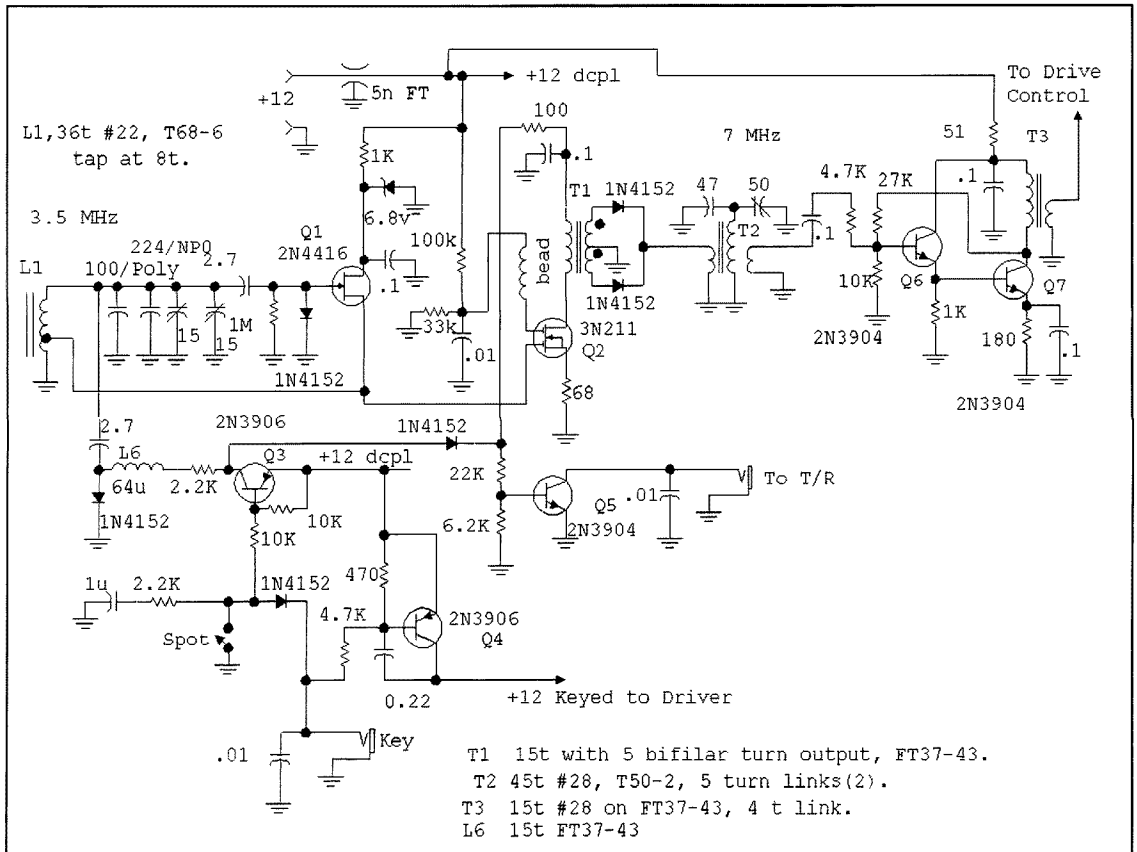 +12 dcpl
To Drive
Control
+12
5n FT
100
51
T3
L1,36t #22, T68-6
tap at 8t.
1K
.1
7 MHz
4.7K
27K
.1
T1
1N4152
47
50
3.5 MHz
6.8v
Q1
2N4416
100k
bead
T2
224/NP0
100/Poly
2.7
L1
.1
1N4152
.1
10K
Q6
Q7
33k
3N211
Q2
1K
15
1M
15
.01
2N3904
180
.1
1N4152
68
2N3904
2N3906
1N4152
2.7
L6
Q3
+12 dcpl
22K
To T/R
64u
2.2K
Q5
.01
1N4152
10K
6.2K
2N3904
10K
1u
2.2K
1N4152
470
4.7K
2N3906
Q4
Spot
0.22
+12 Keyed to Driver
.01
Key
T1 15t with 5 bifilar turn output, FT37-43.
T2 45t #28, T50-2, 5 turn links(2).
T3 15t #28 on FT37-43, 4 t link.
L6 15t FT37-43